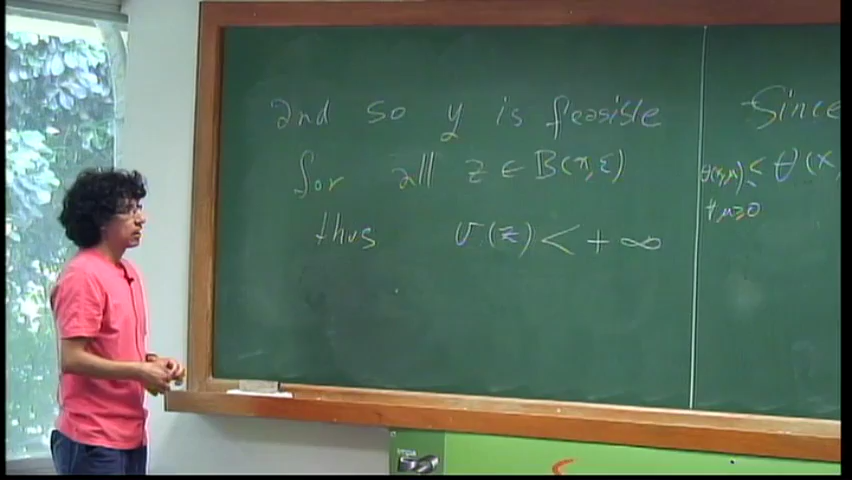 and so y is feasible
for all z ∈ B(x, ε)
thus v(z) < + ∞
Since
θ(x,μ) ≤ θ(x,
∀μ≥0